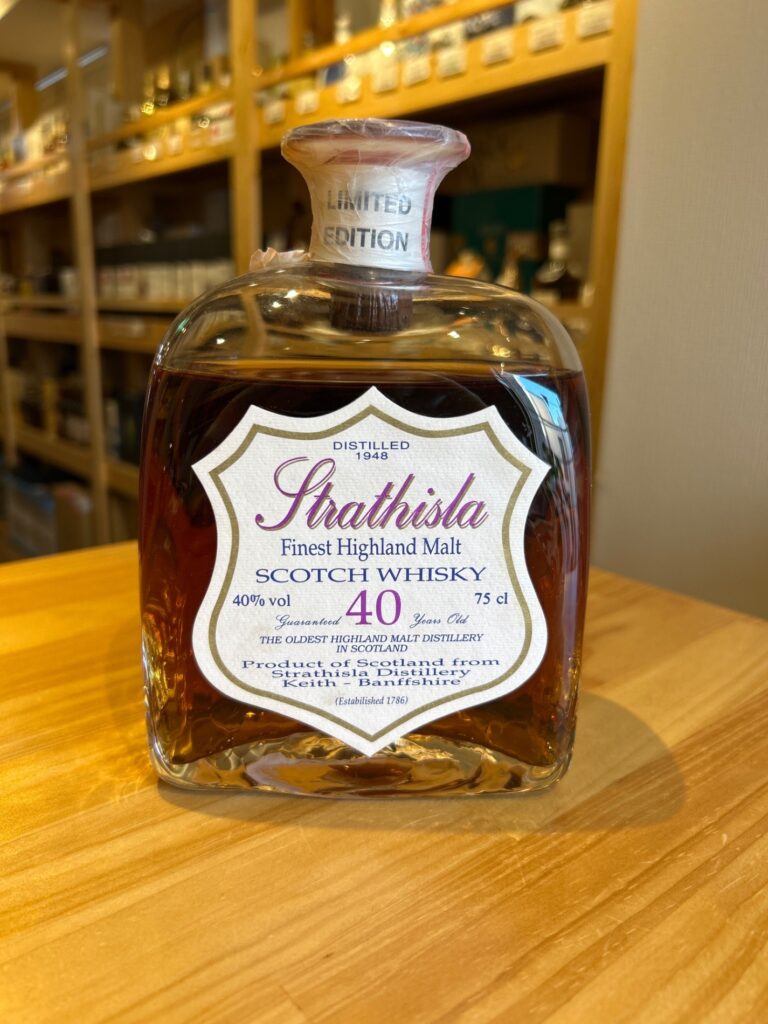 LIMITED
EDITION
DISTILLED
1948
Strathisla
Finest Highland Malt
SCOTCH WHISKY
40% vol 40 75 cl
Guaranteed Years Old
THE OLDEST HIGHLAND MALT DISTILLERY
IN SCOTLAND
Product of Scotland from
Strathisla Distillery
Keith - Banffshire
(Established 1786)